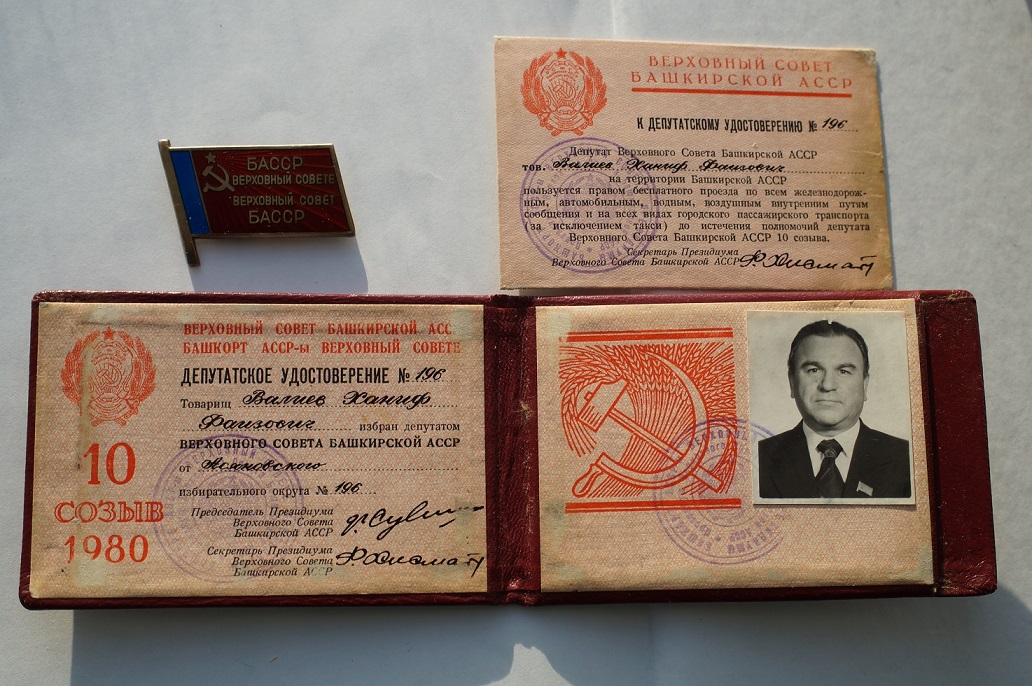 БАССР
ВЕРХОВНЫЙ СОВЕТЕ
ВЕРХОВНЫЙ СОВЕТ
БАССР
ВЕРХОВНЫЙ СОВЕТ
БАШКИРСКОЙ АССР
К ДЕПУТАТСКОМУ УДОСТОВЕРЕНИЮ № 196
Депутат Верховного Совета Башкирской АССР
тов. Валиев Ханиф Фаизович
на территории Башкирской АССР
пользуется правом бесплатного проезда по всем железнодорож-
ным, автомобильным, водным, воздушным внутренним путям
сообщения и на всех видах городского пассажирского транспорта
(за исключением такси) до истечения полномочий депутата
Верховного Совета Башкирской АССР 10 созыва.
Секретарь Президиума
Верховного Совета Башкирской АССР
ВЕРХОВНЫЙ СОВЕТ БАШКИРСКОЙ АСС
БАШКОРТ АССР-ы ВЕРХОВНЫЙ СОВЕТЕ
ДЕПУТАТСКОЕ УДОСТОВЕРЕНИЕ № 196
Товарищ Валиев Ханиф
Фаизович избран депутатом
ВЕРХОВНОГО СОВЕТА БАШКИРСКОЙ АССР
от
избирательного округа № 196
10
СОЗЫВ
1980
Председатель Президиума
Верховного Совета
Башкирской АССР
Секретарь Президиума
Верховного Совета
Башкирской АССР